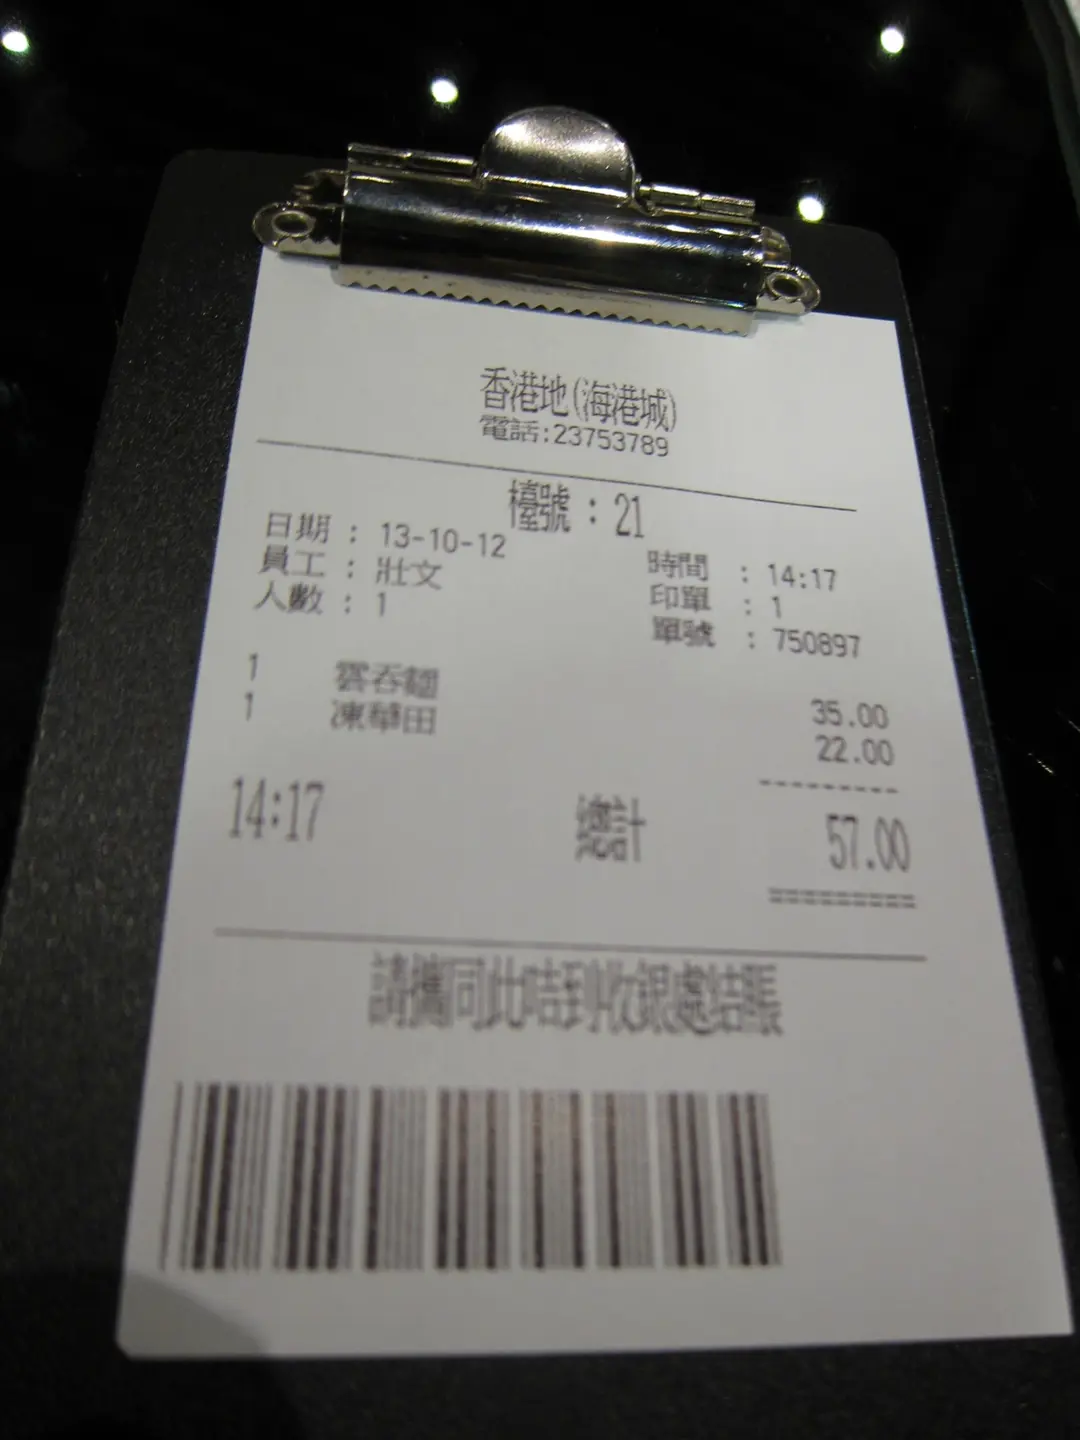 香港地(海港城)
電話:23753789
檯號 : 21
日期 : 13-10-12
時間 : 14:17
員工 : 壯文
印單 : 1
人數 : 1
單號 : 750897
1 雲吞麵 35.00
1 凍華田 22.00
14:17 總計 57.00
請攜同此咭到收銀處結賬